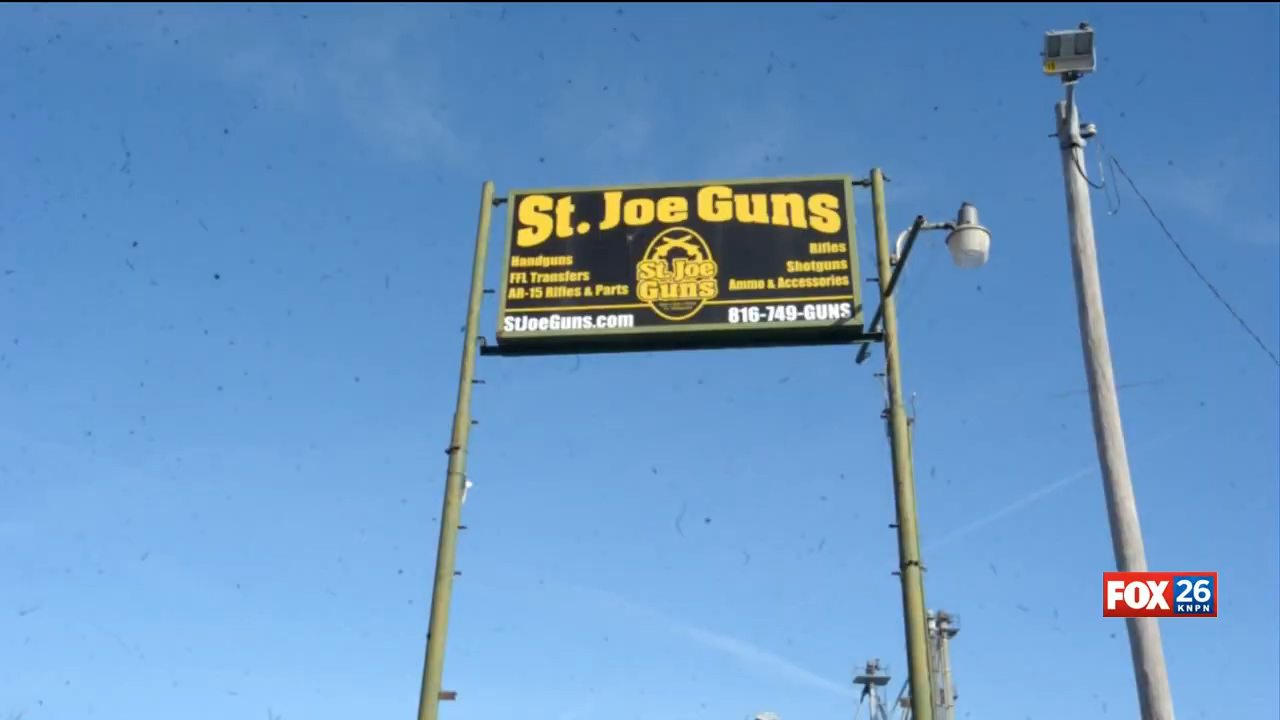 St. Joe Guns
Handguns
FFL Transfers
AR-15 Rifles & Parts
St. Joe
Guns
Rifles
Shotguns
Ammo & Accessories
StJoeGuns.com
816-749-GUNS
FOX 26
KNPN